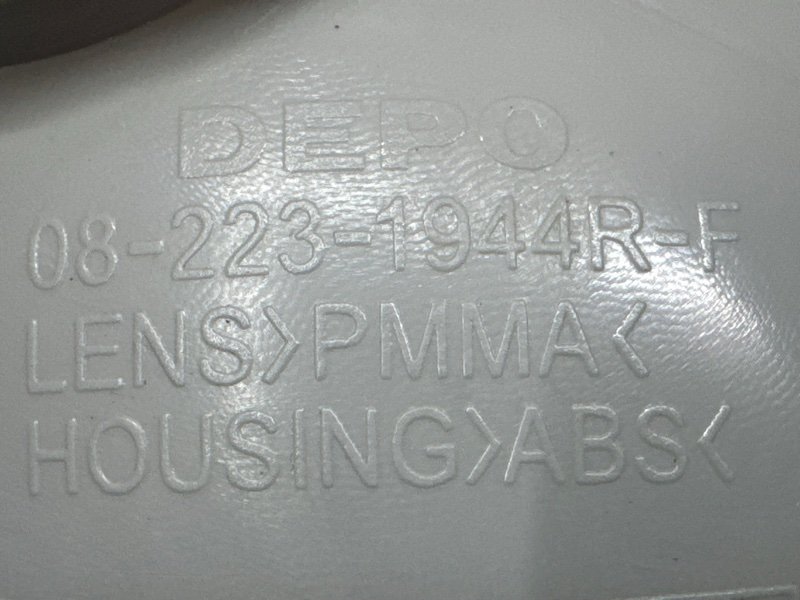 DEPO
08-223-1944R-F
LENS>PMMA<
HOUSING>ABS<